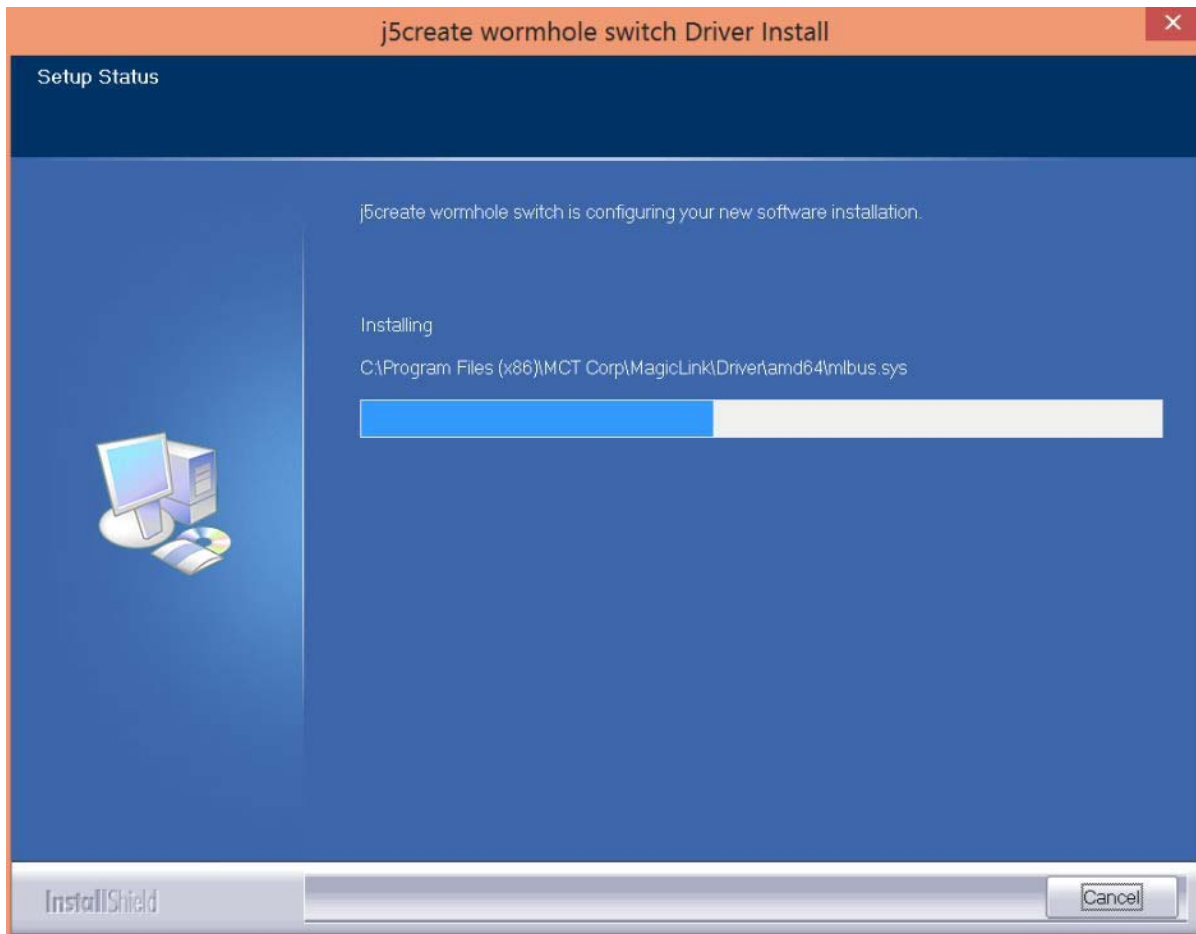 j5create wormhole switch Driver Install
Setup Status
j5create wormhole switch is configuring your new software installation.
Installing
C:\Program Files (x86)\MCT Corp\MagicLink\Driver\amd64\mlbus.sys
InstallShield
Cancel